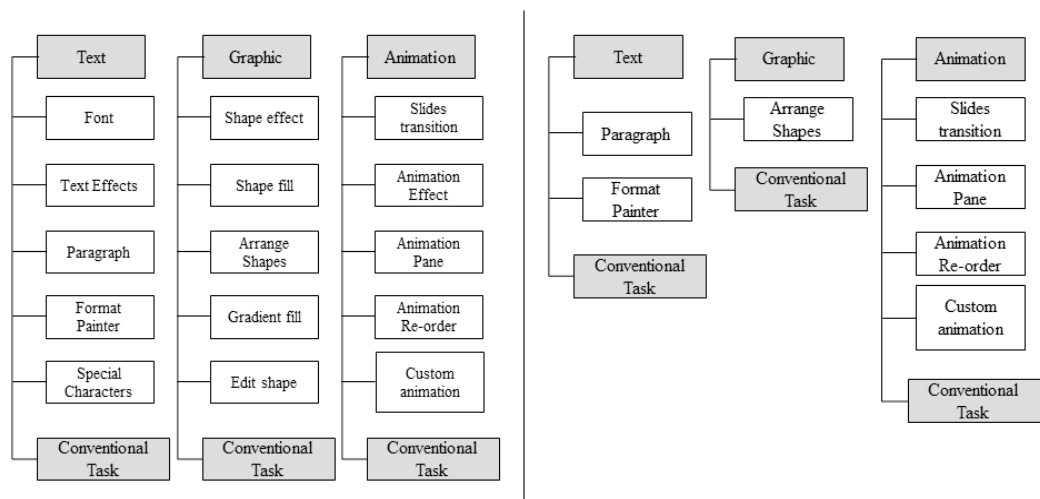 Text
Font
Text Effects
Paragraph
Format
Painter
Special
Characters
Conventional
Task
Graphic
Shape effect
Shape fill
Arrange
Shapes
Gradient fill
Edit shape
Conventional
Task
Animation
Slides
transition
Animation
Effect
Animation
Pane
Animation
Re-order
Custom
animation
Conventional
Task
Text
Paragraph
Format
Painter
Conventional
Task
Graphic
Arrange
Shapes
Conventional
Task
Animation
Slides
transition
Animation
Pane
Animation
Re-order
Custom
animation
Conventional
Task